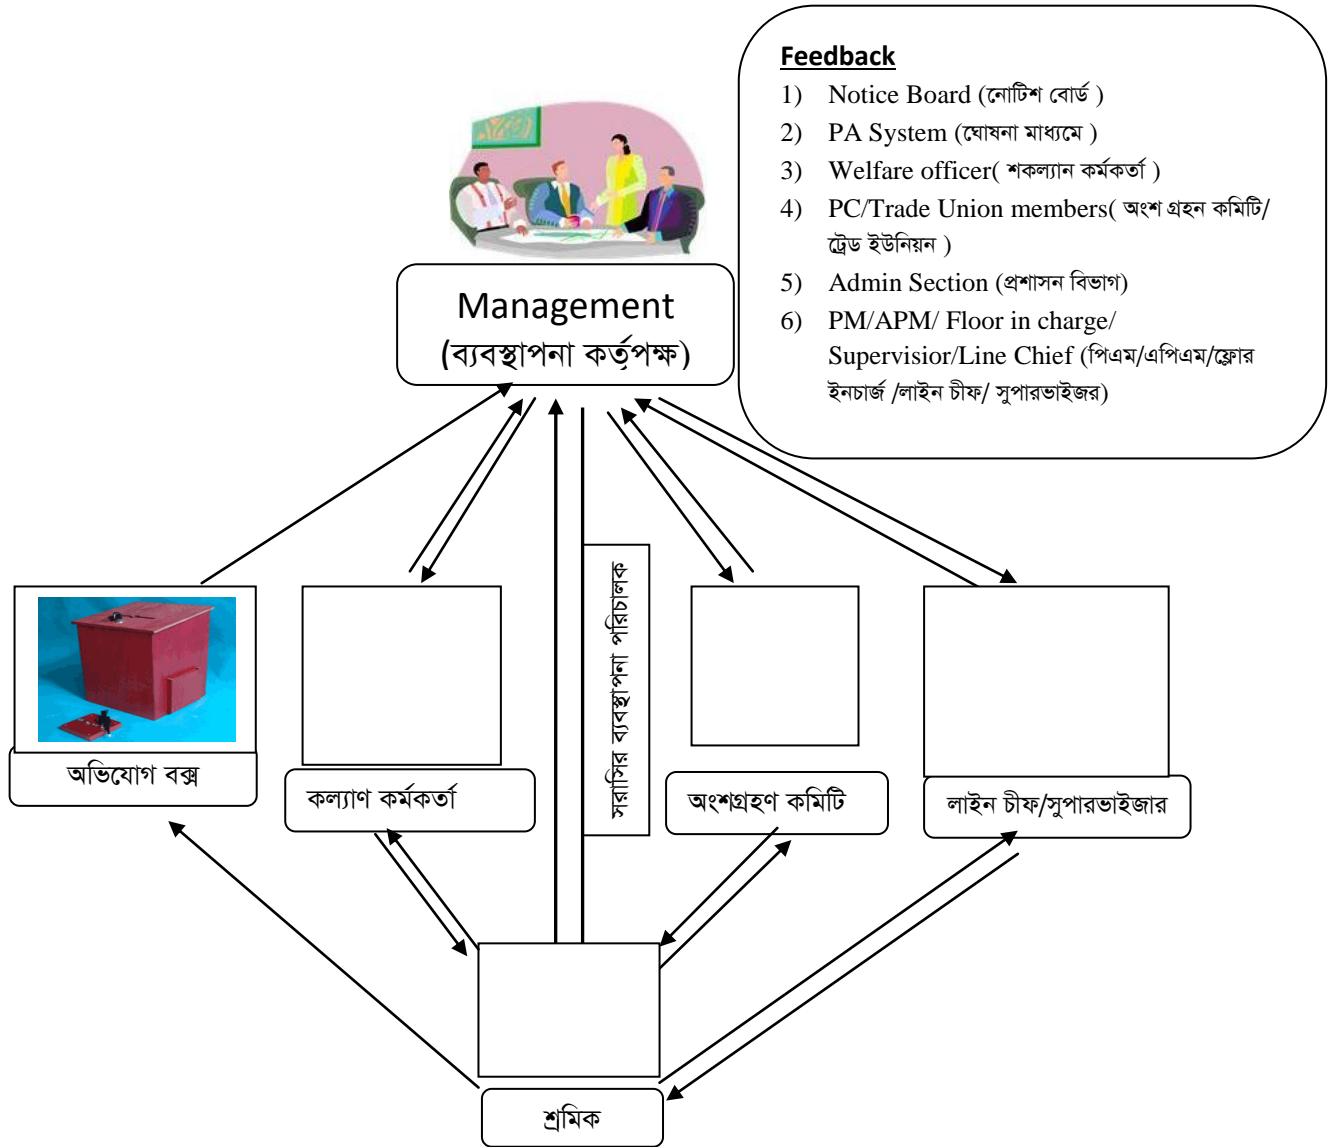 Feedback
1) Notice Board (নোটিশ বোর্ড )
2) PA System (ঘোষনা মাধ্যমে )
3) Welfare officer( শকল্যান কর্মকর্তা )
4) PC/Trade Union members( অংশ গ্রহন কমিটি/
ট্রেড ইউনিয়ন )
5) Admin Section (প্রশাসন বিভাগ)
6) PM/APM/ Floor in charge/
Supervisior/Line Chief (পিএম/এপিএম/ফ্লোর
ইনচার্জ /লাইন চীফ/ সুপারভাইজর)
Management
(ব্যবস্থাপনা কর্তৃপক্ষ)
সরাসির ব্যবস্থাপনা পরিচালক
অভিযোগ বক্স
কল্যাণ কর্মকর্তা
অংশগ্রহণ কমিটি
লাইন চীফ/সুপারভাইজার
শ্রমিক